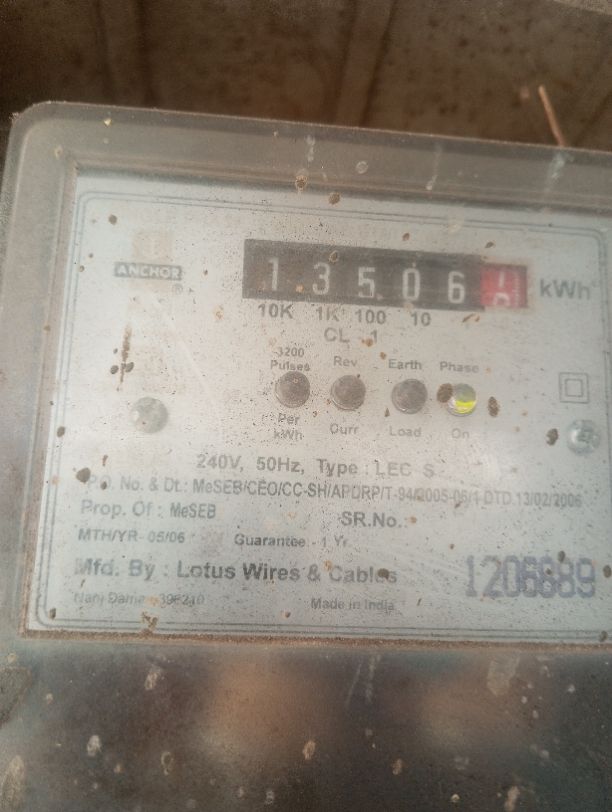 ANCHOR
®
1 3 5 0 6 kWh
10K 1K 100 10
CL . 1
3200 Pulses Rev Earth Phase
Per kWh Curr Load On
240V, 50Hz, Type : LEC S
P.O. No. & Dt.: MeSEB/CEO/CC-SH/APDRP/T-94/2005-06/1 DTD.13/02/2006
Prop. Of : MeSEB SR.No.:
MTH/YR- 05/06 Guarantee:- 1 Yr.
Mfd. By : Lotus Wires & Cables
Nani Daman 396210 Made in India